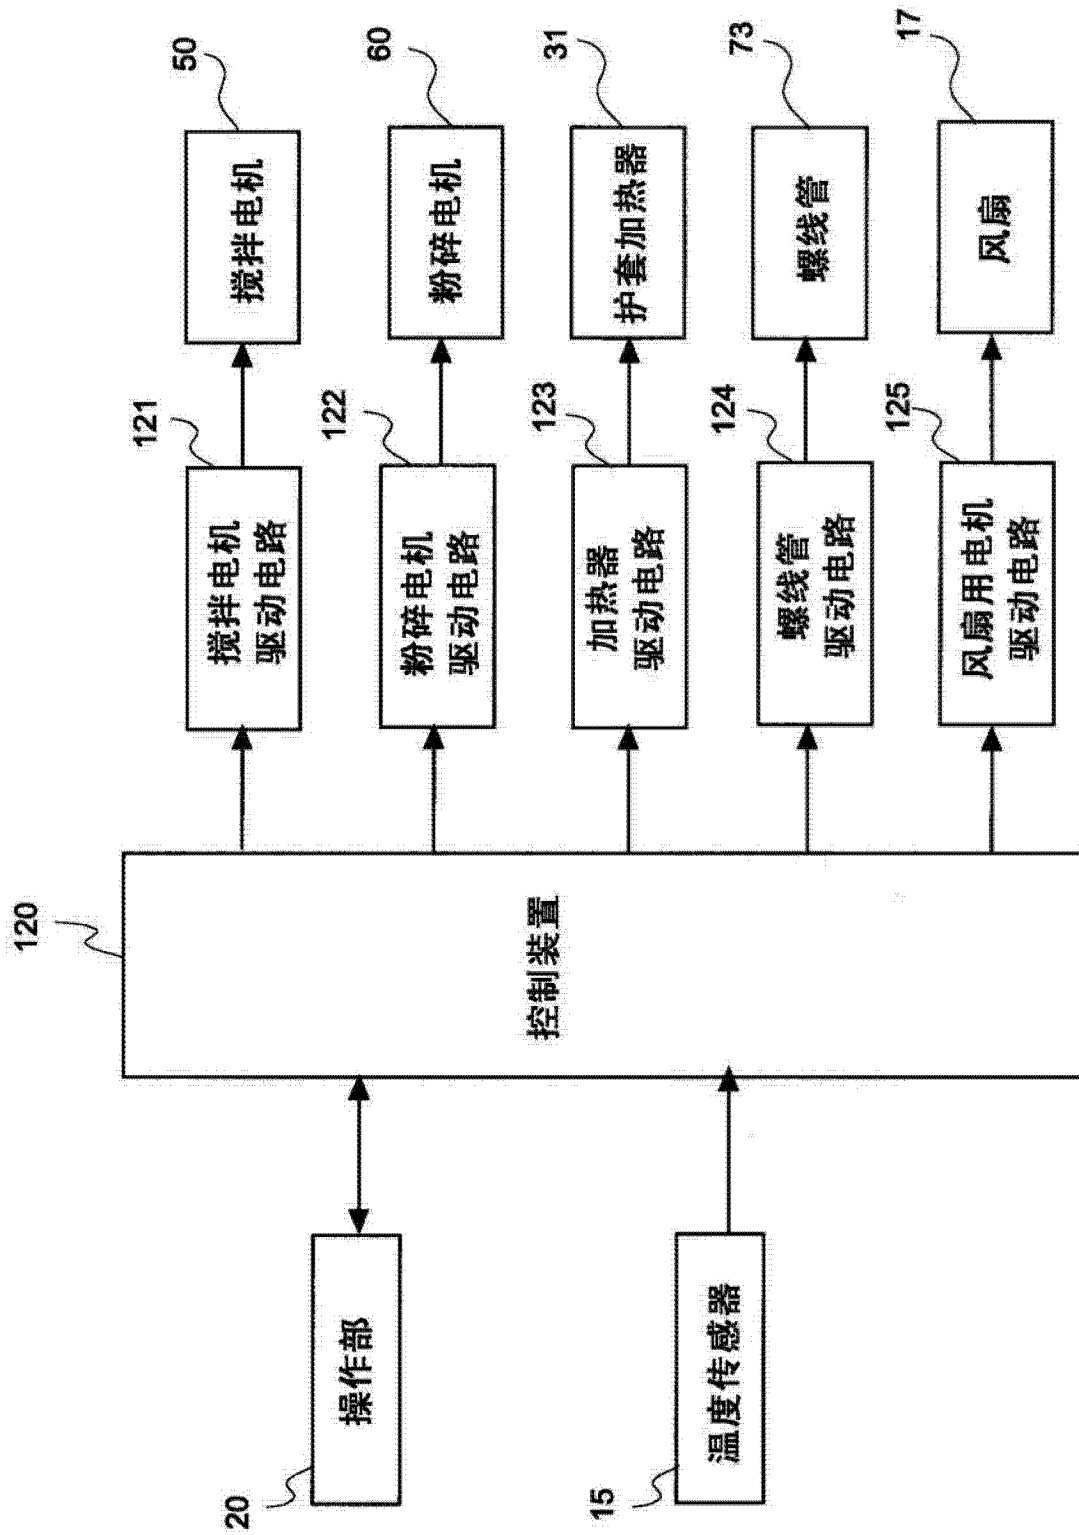 120
20
操作部
15
温度传感器
控制装置
121
搅拌电机
驱动电路
50
搅拌电机
122
粉碎电机
驱动电路
60
粉碎电机
123
加热器
驱动电路
31
护套加热器
124
螺线管
驱动电路
73
螺线管
125
风扇用电机
驱动电路
17
风扇